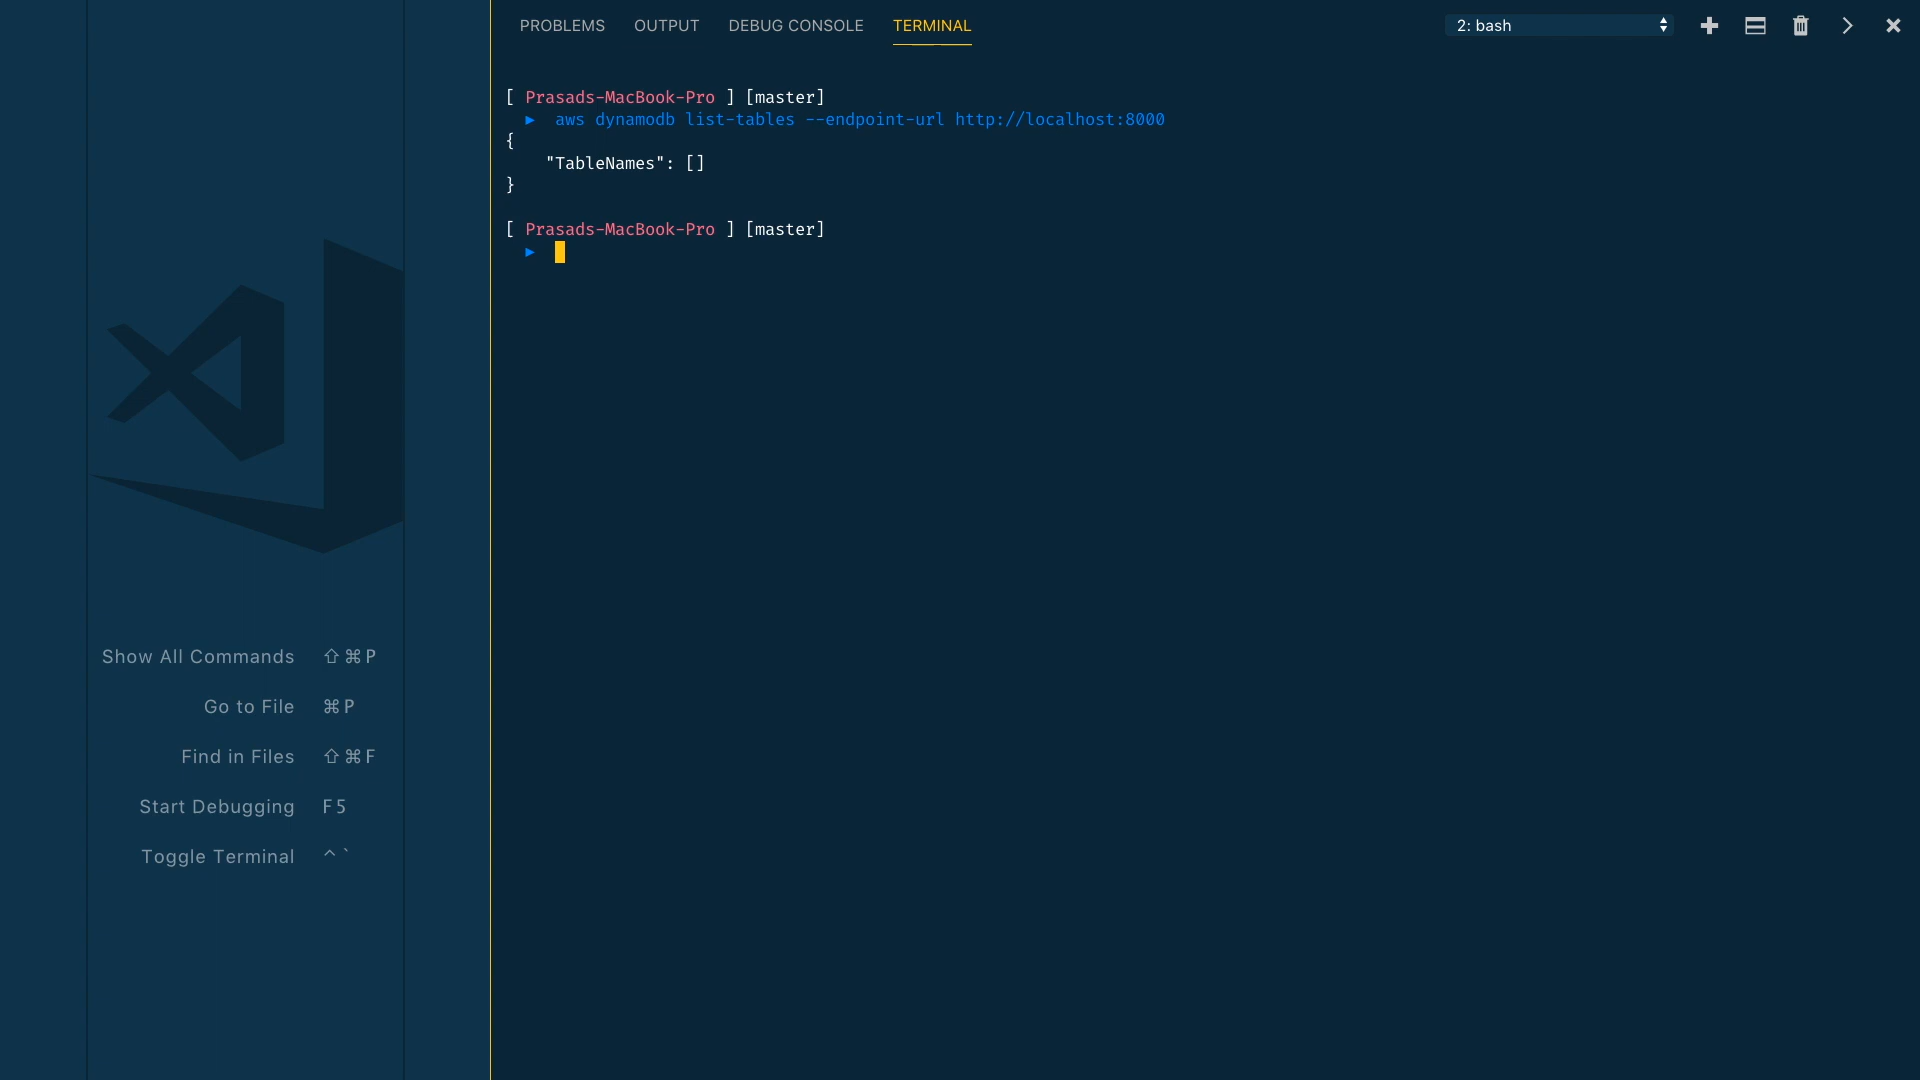 PROBLEMS OUTPUT DEBUG CONSOLE TERMINAL 2: bash
[ Prasads-MacBook-Pro ] [master]
▶ aws dynamodb list-tables --endpoint-url http://localhost:8000
{
"TableNames": []
}
[ Prasads-MacBook-Pro ] [master]
▶
Show All Commands ⇧⌘P
Go to File ⌘P
Find in Files ⇧⌘F
Start Debugging F5
Toggle Terminal ^`